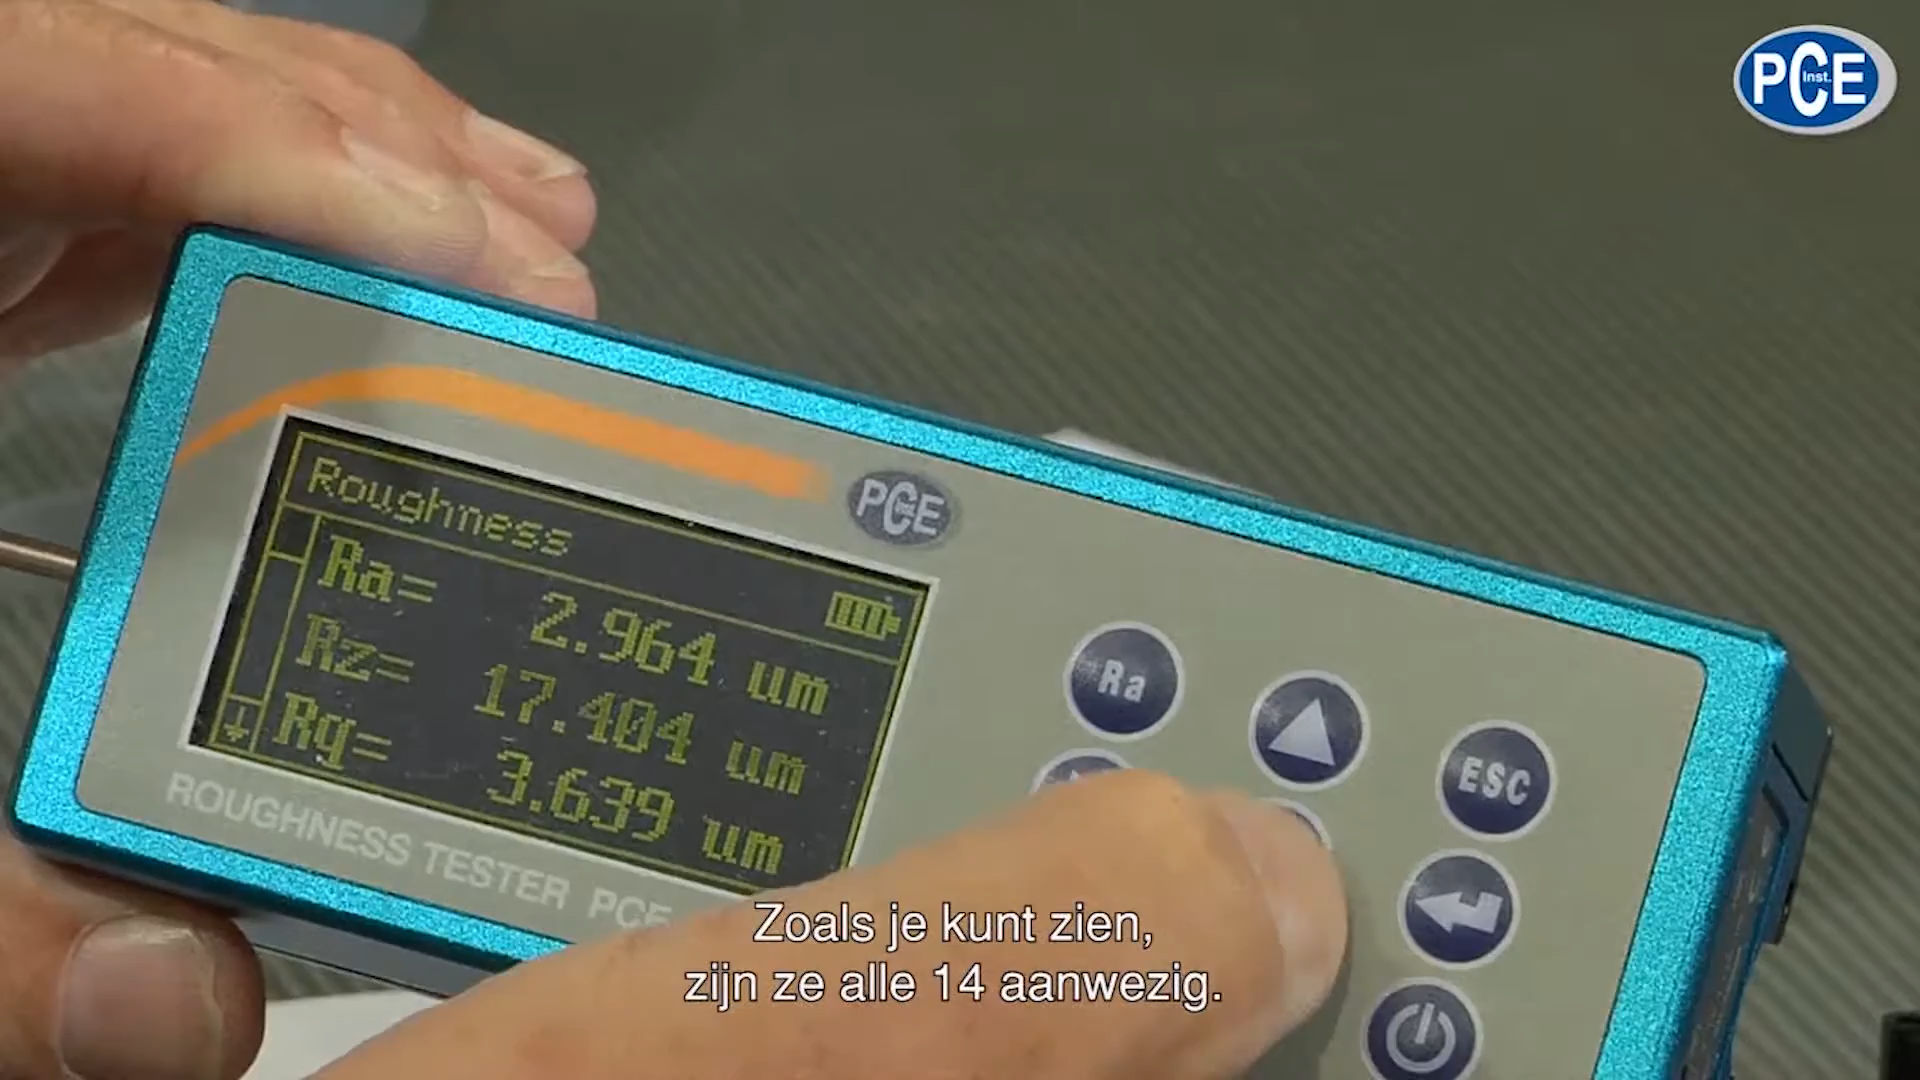 PCE
Inst.
PCE
Roughness
Ra= 2.964 um
Rz= 17.404 um
Rq= 3.639 um
ROUGHNESS TESTER PCE
Ra
ESC
Zoals je kunt zien,
zijn ze alle 14 aanwezig.